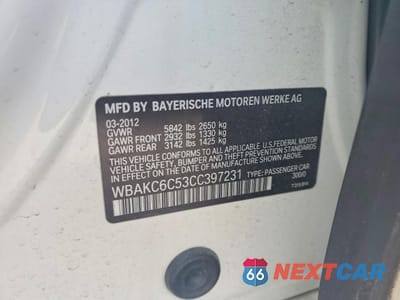 MFD BY BAYERISCHE MOTOREN WERKE AG
03-2012
GVWR 5842 lbs 2650 kg
GAWR FRONT 2932 lbs 1330 kg
GAWR REAR 3142 lbs 1425 kg
THIS VEHICLE CONFORMS TO ALL APPLICABLE FEDERAL MOTOR
VEHICLE SAFETY, BUMPER, AND THEFT PREVENTION STANDARDS
IN EFFECT ON THE DATE OF MANUFACTURE SHOWN ABOVE.
WBAKC6C53CC397231 TYPE: PASSENGER CAR
300/0
66 NEXTCAR